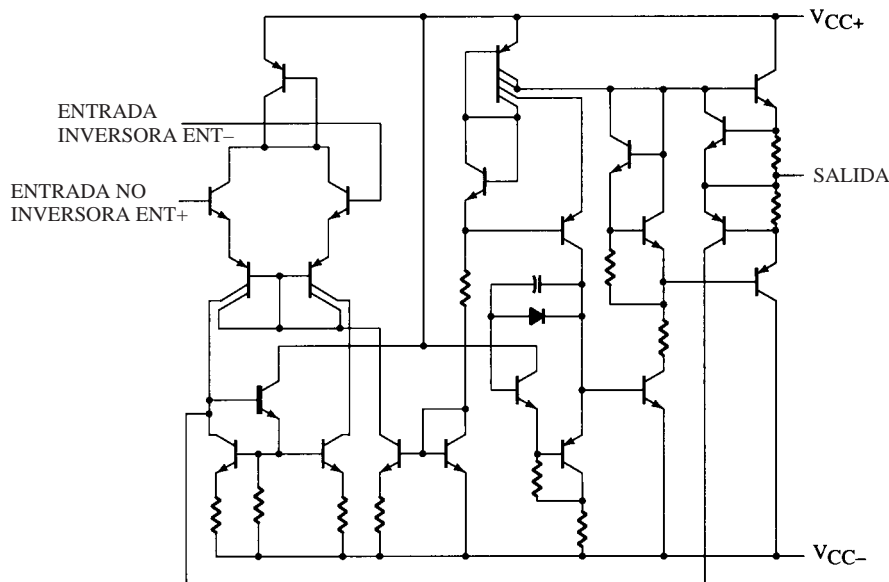 VCC+
ENTRADA
INVERSORA ENT–
ENTRADA NO
INVERSORA ENT+
SALIDA
VCC–